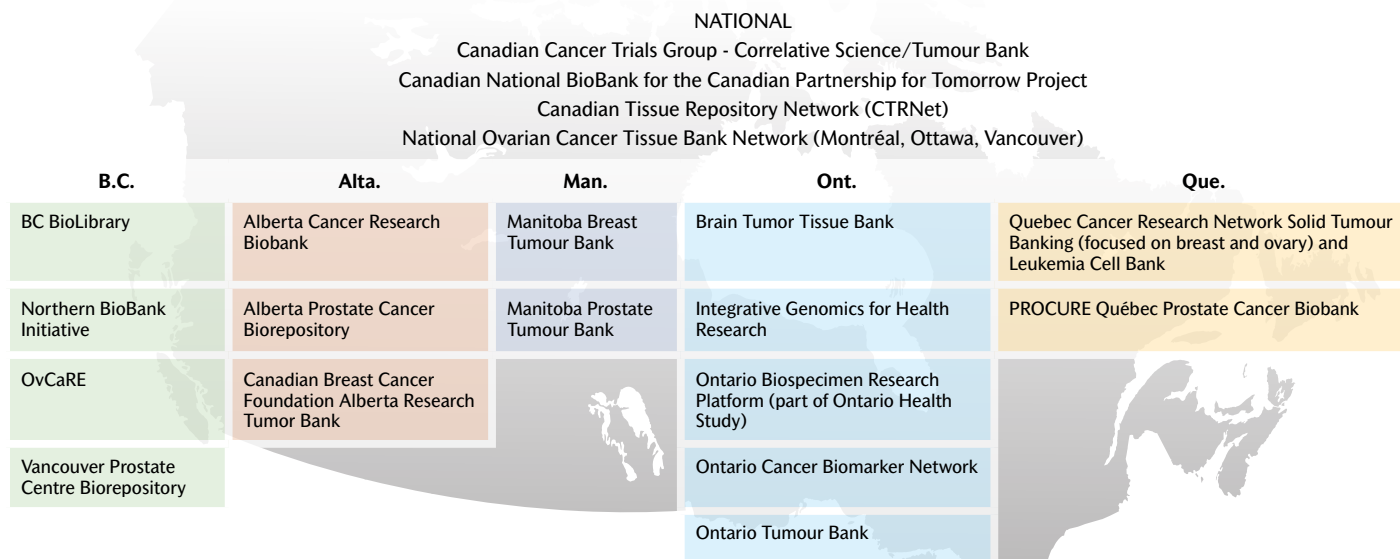 NATIONAL
Canadian Cancer Trials Group - Correlative Science/Tumour Bank
Canadian National BioBank for the Canadian Partnership for Tomorrow Project
Canadian Tissue Repository Network (CTRNet)
National Ovarian Cancer Tissue Bank Network (Montréal, Ottawa, Vancouver)
B.C.
BC BioLibrary
Northern BioBank
Initiative
OvCaRE
Vancouver Prostate
Centre Biorepository
Alta.
Alberta Cancer Research
Biobank
Alberta Prostate Cancer
Biorepository
Canadian Breast Cancer
Foundation Alberta Research
Tumor Bank
Man.
Manitoba Breast
Tumour Bank
Manitoba Prostate
Tumour Bank
Ont.
Brain Tumor Tissue Bank
Integrative Genomics for Health
Research
Ontario Biospecimen Research
Platform (part of Ontario Health
Study)
Ontario Cancer Biomarker Network
Ontario Tumour Bank
Que.
Quebec Cancer Research Network Solid Tumour
Banking (focused on breast and ovary) and
Leukemia Cell Bank
PROCURE Québec Prostate Cancer Biobank